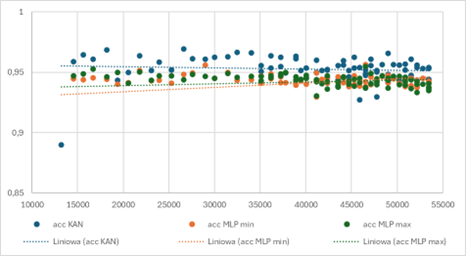 1
0,95
0,9
0,85
10000 15000 20000 25000 30000 35000 40000 45000 50000 55000
acc KAN acc MLP min acc MLP max
Liniowa (acc KAN) Liniowa (acc MLP min) Liniowa (acc MLP max)